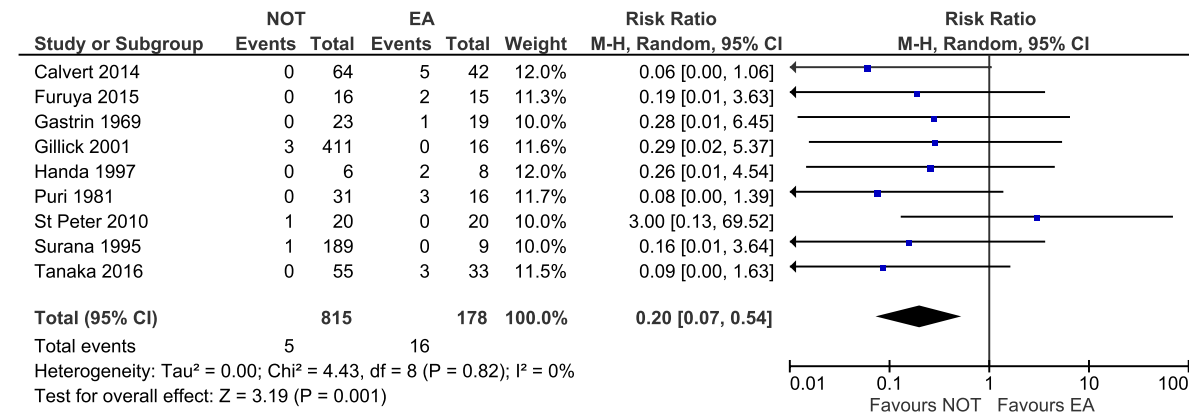 NOT EA Risk Ratio Risk Ratio
Study or Subgroup Events Total Events Total Weight M-H, Random, 95% CI M-H, Random, 95% CI
Calvert 2014 0 64 5 42 12.0% 0.06 [0.00, 1.06]
Furuya 2015 0 16 2 15 11.3% 0.19 [0.01, 3.63]
Gastrin 1969 0 23 1 19 10.0% 0.28 [0.01, 6.45]
Gillick 2001 3 411 0 16 11.6% 0.29 [0.02, 5.37]
Handa 1997 0 6 2 8 12.0% 0.26 [0.01, 4.54]
Puri 1981 0 31 3 16 11.7% 0.08 [0.00, 1.39]
St Peter 2010 1 20 0 20 10.0% 3.00 [0.13, 69.52]
Surana 1995 1 189 0 9 10.0% 0.16 [0.01, 3.64]
Tanaka 2016 0 55 3 33 11.5% 0.09 [0.00, 1.63]
Total (95% CI) 815 178 100.0% 0.20 [0.07, 0.54]
Total events 5 16
Heterogeneity: Tau² = 0.00; Chi² = 4.43, df = 8 (P = 0.82); I² = 0%
Test for overall effect: Z = 3.19 (P = 0.001)
0.01 0.1 1 10 100
Favours NOT Favours EA